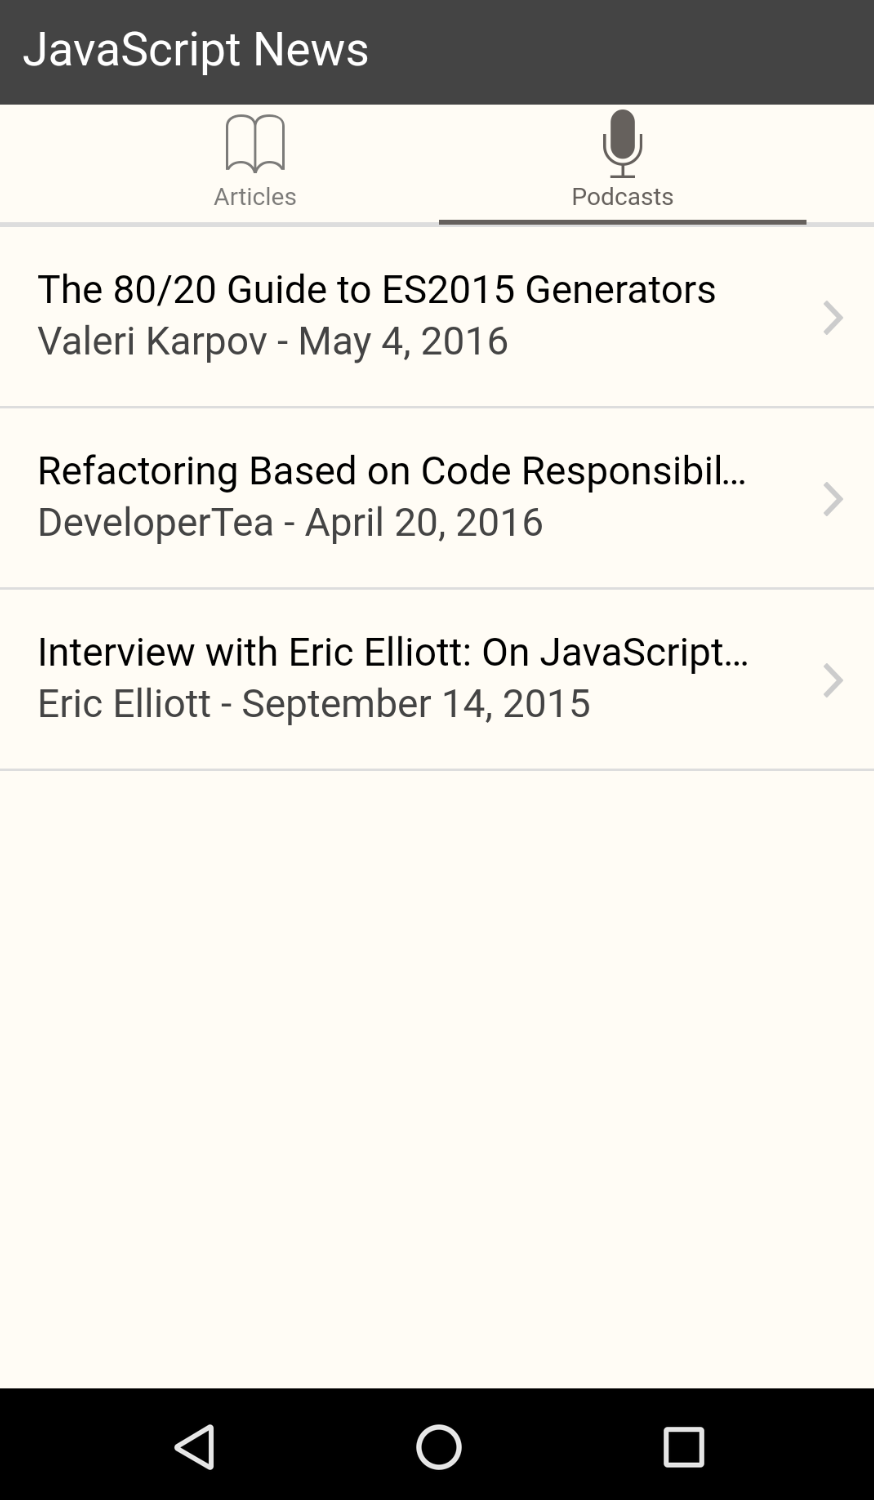 JavaScript News
Articles
Podcasts
The 80/20 Guide to ES2015 Generators
Valeri Karpov - May 4, 2016
Refactoring Based on Code Responsibil...
DeveloperTea - April 20, 2016
Interview with Eric Elliott: On JavaScript...
Eric Elliott - September 14, 2015